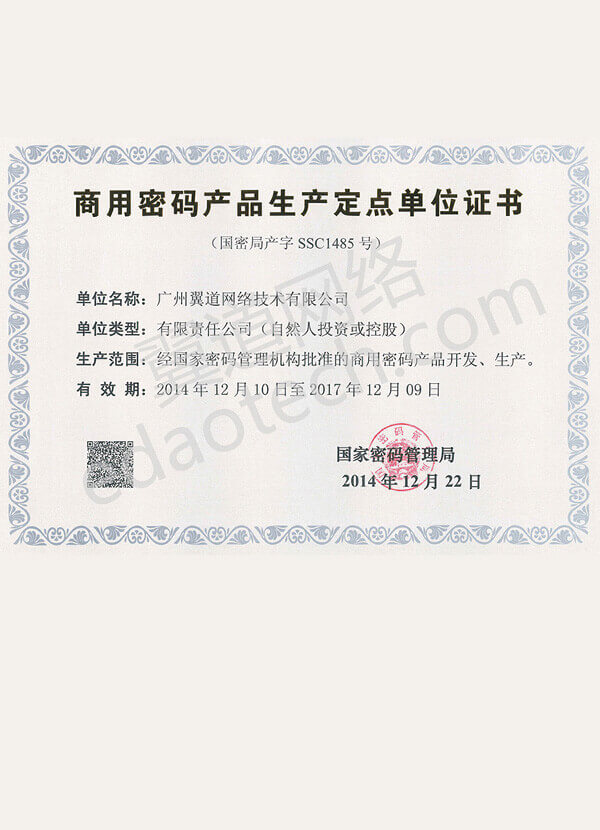 商用密码产品生产定点单位证书
（国密局产字 SSC1485 号）
单位名称：广州翼道网络技术有限公司
单位类型：有限责任公司（自然人投资或控股）
生产范围：经国家密码管理机构批准的商用密码产品开发、生产。
有 效 期：2014 年 12 月 10 日至 2017 年 12 月 09 日
国家密码管理局
2014 年 12 月 22 日
翼道网络
edaotech.com